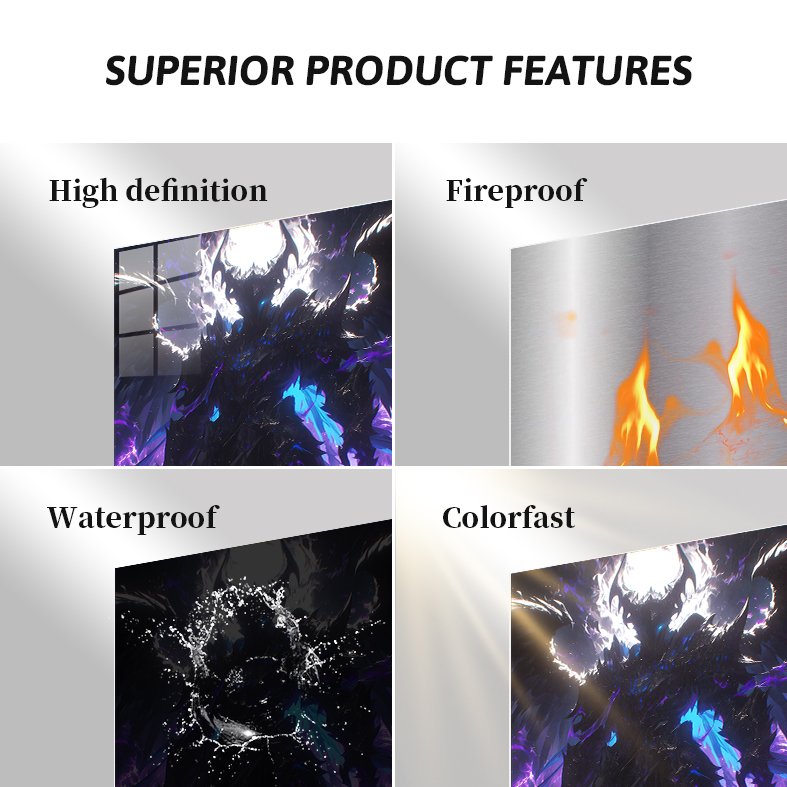 SUPERIOR PRODUCT FEATURES
High definition
Fireproof
Waterproof
Colorfast